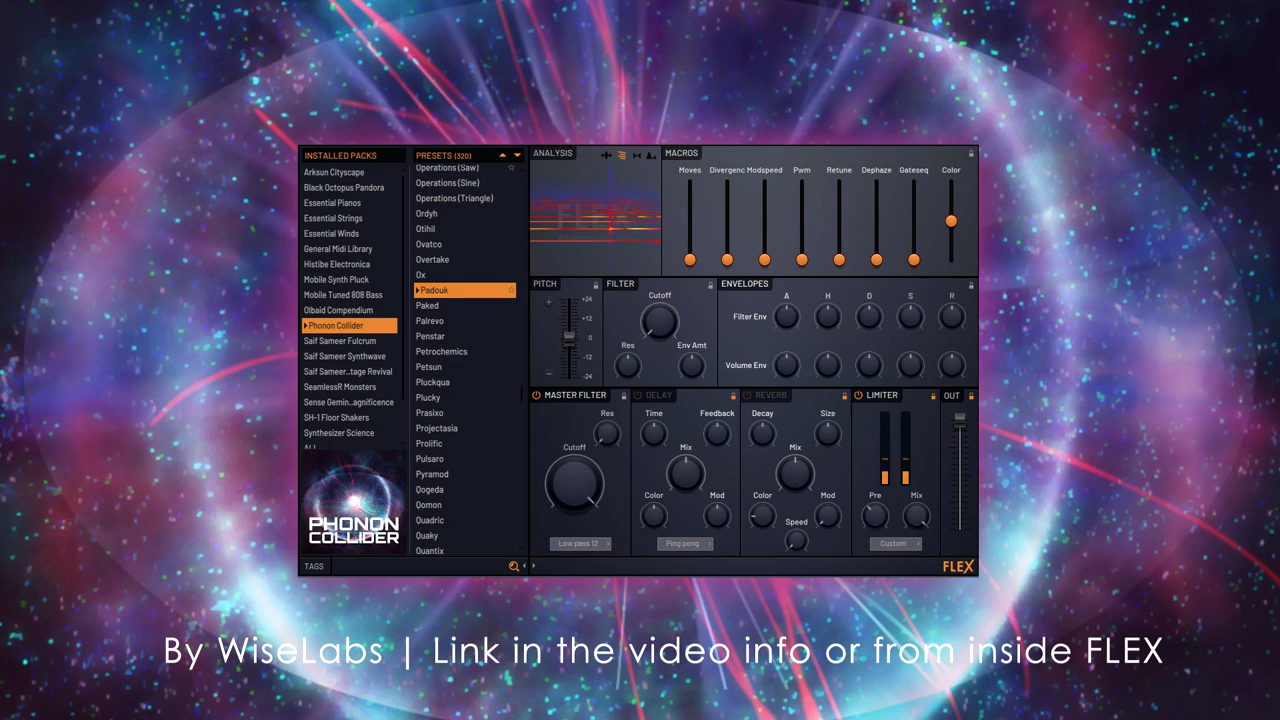 INSTALLED PACKS
Arksun Cityscape
Black Octopus Pandora
Essential Pianos
Essential Strings
Essential Winds
General Midi Library
Histibe Electronica
Mobile Synth Pluck
Mobile Tuned 808 Bass
Olbaid Compendium
Phonon Collider
Saif Sameer Fulcrum
Saif Sameer Synthwave
Saif Sameer...tage Revival
SeamlessR Monsters
Sense Gemin...agnificence
SH-1 Floor Shakers
Synthesizer Science
ALL
PHONON
COLLIDER
TAGS
PRESETS (320)
Operations (Saw)
Operations (Sine)
Operations (Triangle)
Ordyh
Otihil
Ovatco
Overtake
Ox
Padouk
Paked
Palrevo
Penstar
Petrochemics
Petsun
Pluckqua
Plucky
Prasixo
Projectasia
Prolific
Pulsaro
Pyramod
Qogeda
Qomon
Quadric
Quaky
Quantix
ANALYSIS
FLEX
MACROS
Moves Divergenc Modspeed Pwm Retune Dephaze Gateseq Color
PITCH
+24
+12
0
-12
-24
FILTER
Cutoff
Res Env Amt
ENVELOPES
A H D S R
Filter Env
Volume Env
MASTER FILTER
Res
Cutoff
Low pass 12
DELAY
Time Feedback
Mix
Color Mod
Ping pong
REVERB
Decay Size
Mix
Color Mod
Speed
LIMITER
Pre Mix
Custom
OUT
FLEX
By WiseLabs | Link in the video info or from inside FLEX